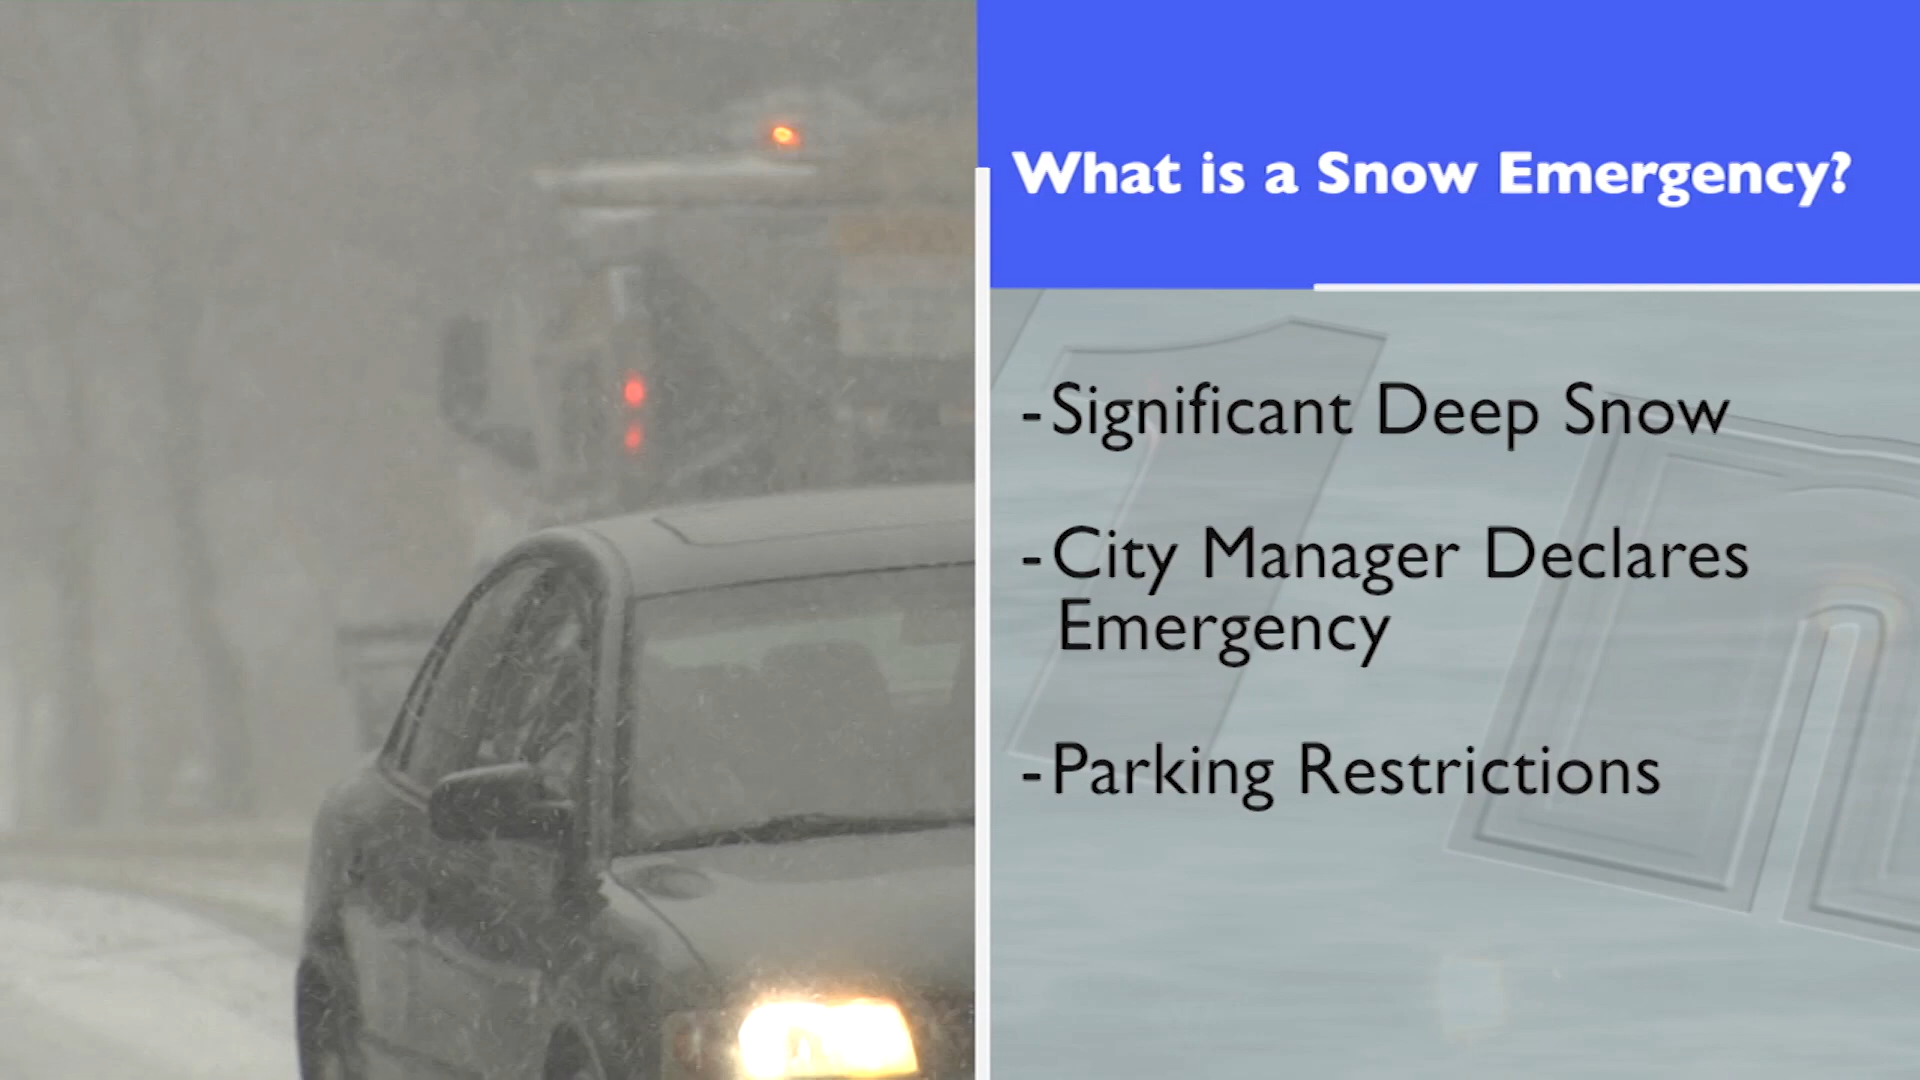 What is a Snow Emergency?
-Significant Deep Snow
-City Manager Declares
Emergency
-Parking Restrictions